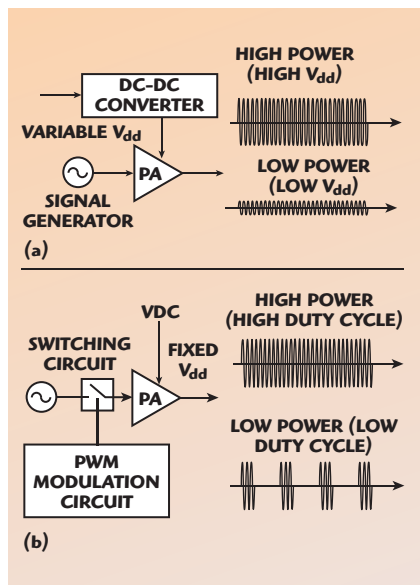 DC–DC
CONVERTER
VARIABLE Vdd
PA
SIGNAL
GENERATOR
HIGH POWER
(HIGH Vdd)
LOW POWER
(LOW Vdd)
(a)
VDC
SWITCHING
CIRCUIT
FIXED
Vdd
PA
PWM
MODULATION
CIRCUIT
HIGH POWER
(HIGH DUTY CYCLE)
LOW POWER (LOW
DUTY CYCLE)
(b)